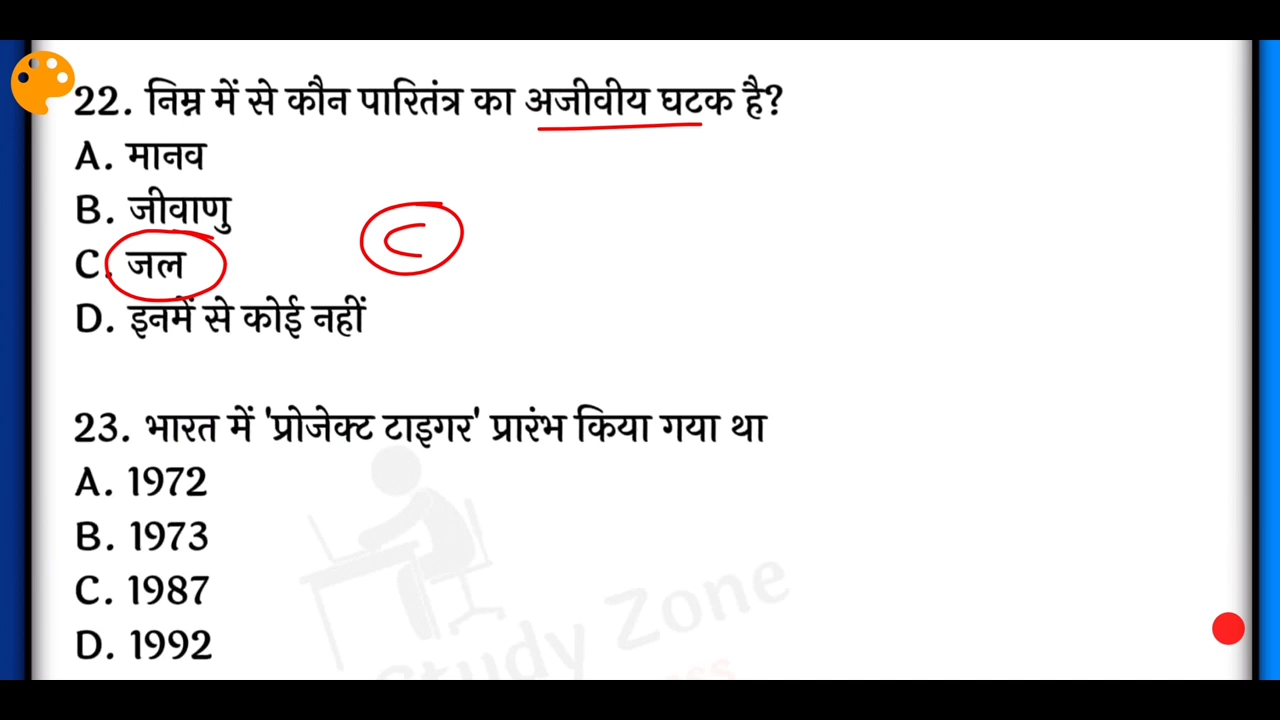 22. निम्न में से कौन पारितंत्र का अजीवीय घटक है?
A. मानव
B. जीवाणु
C. जल
C
D. इनमें से कोई नहीं
23. भारत में 'प्रोजेक्ट टाइगर' प्रारंभ किया गया था
A. 1972
B. 1973
C. 1987
D. 1992
Study Zone